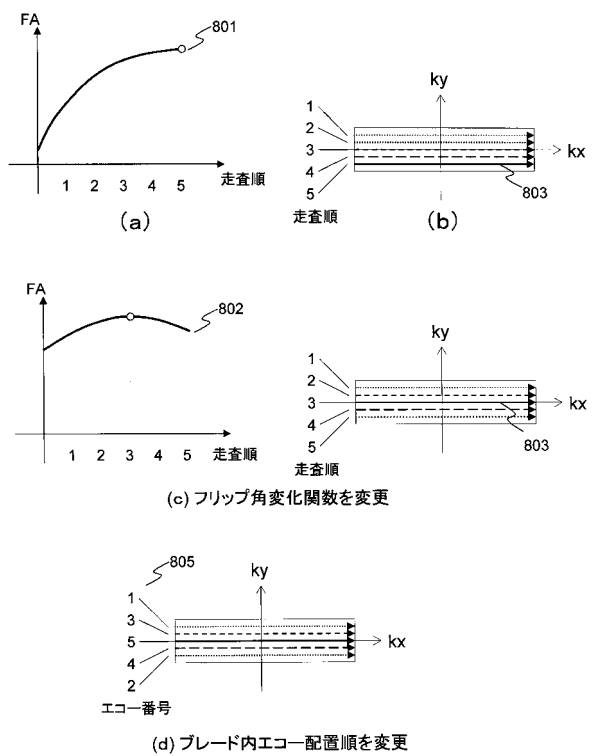 FA
801
1 2 3 4 5
走査順
(a)
ky
1
2
3
4
5
kx
803
走査順
(b)
FA
802
1 2 3 4 5
走査順
ky
1
2
3
4
5
kx
803
走査順
(c) フリップ角変化関数を変更
805
ky
1
3
5
4
2
kx
エコー番号
(d) ブレード内エコー配置順を変更